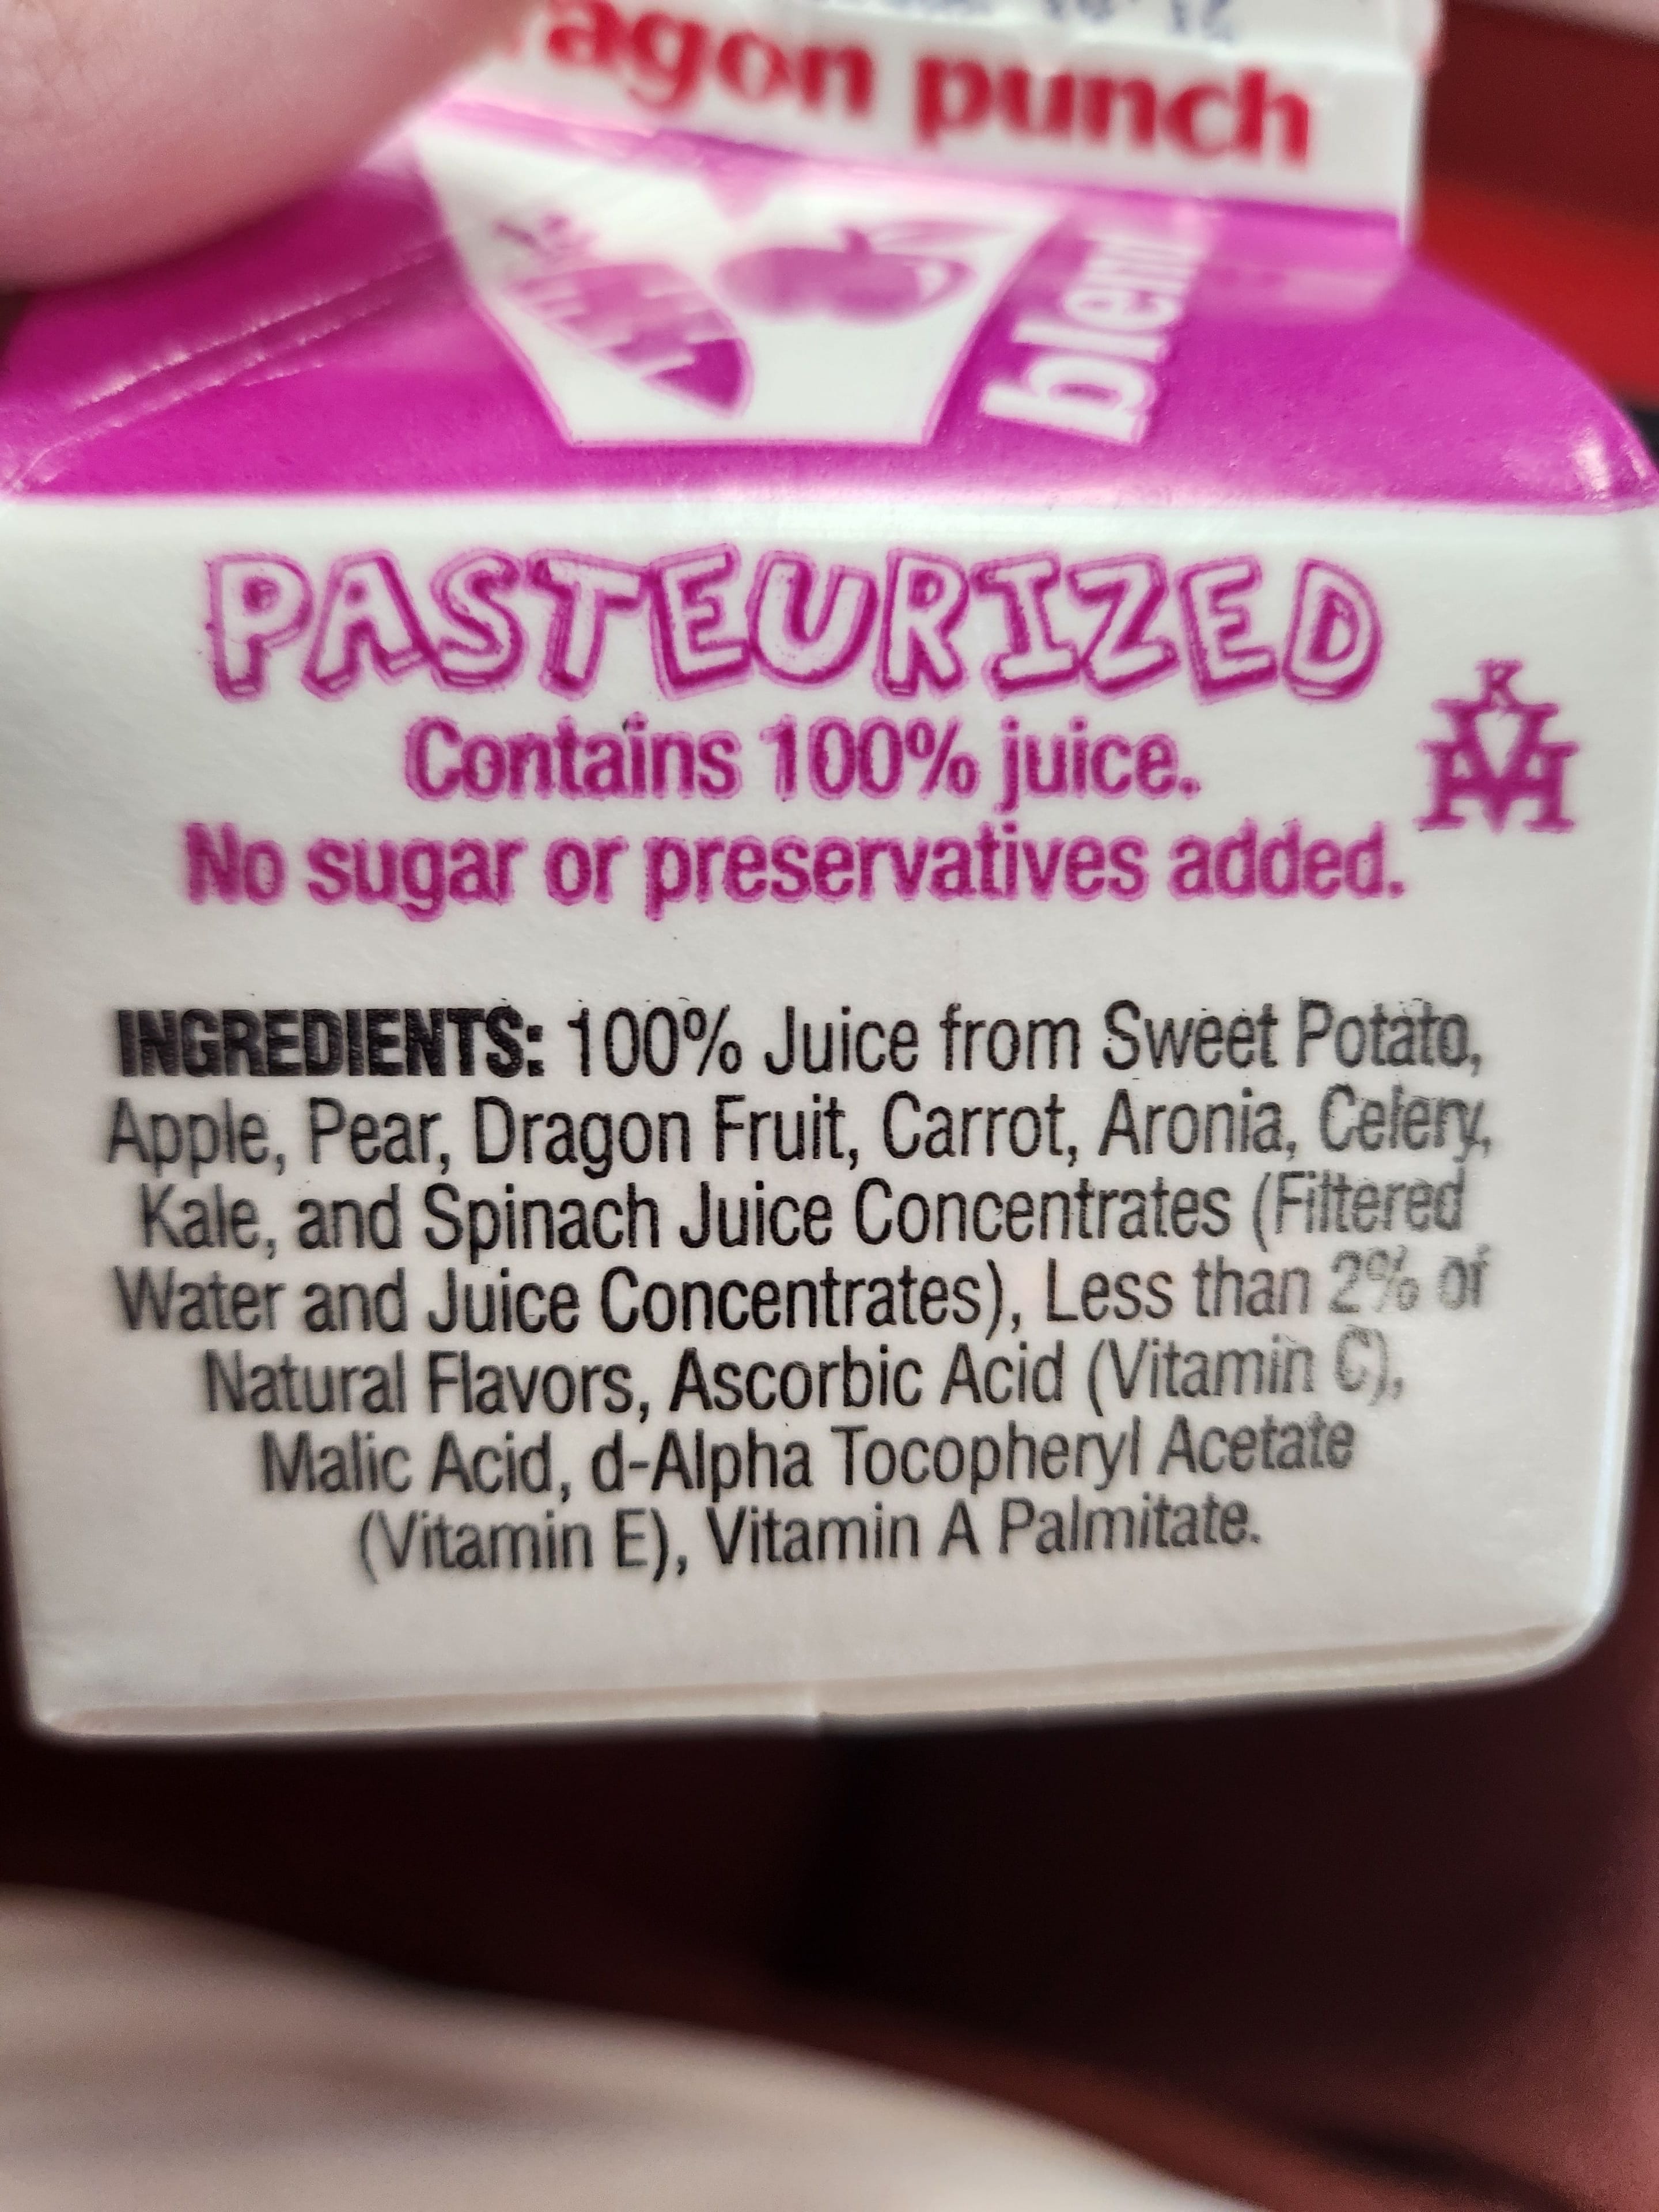 agon punch
blend
PASTEURIZED
Contains 100% juice.
No sugar or preservatives added.
K
INGREDIENTS: 100% Juice from Sweet Potato,
Apple, Pear, Dragon Fruit, Carrot, Aronia, Celery,
Kale, and Spinach Juice Concentrates (Filtered
Water and Juice Concentrates), Less than 2% of
Natural Flavors, Ascorbic Acid (Vitamin C),
Malic Acid, d-Alpha Tocopheryl Acetate
(Vitamin E), Vitamin A Palmitate.